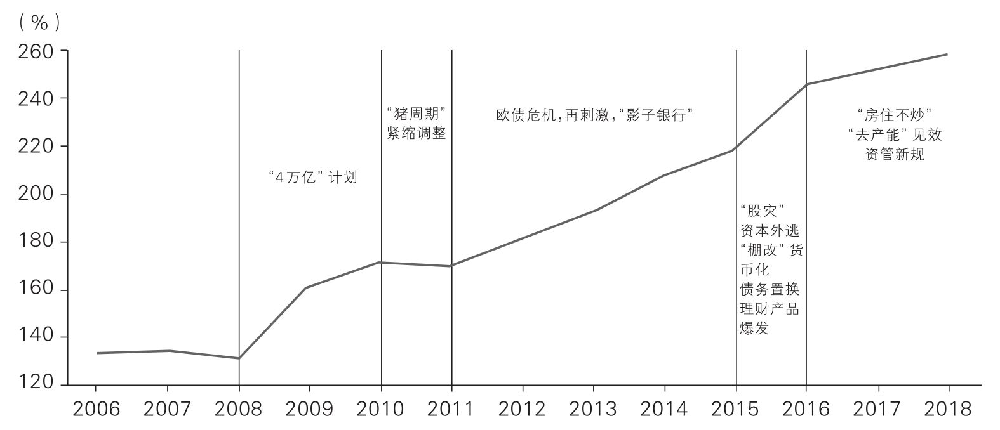 (%)
260
240
220
200
180
160
140
120
“4万亿”计划
“猪周期”
紧缩调整
欧债危机,再刺激,“影子银行”
“股灾”
资本外逃
“棚改”货
币化
债务置换
理财产品
爆发
“房住不炒”
“去产能”见效
资管新规
2006 2007 2008 2009 2010 2011 2012 2013 2014 2015 2016 2017 2018